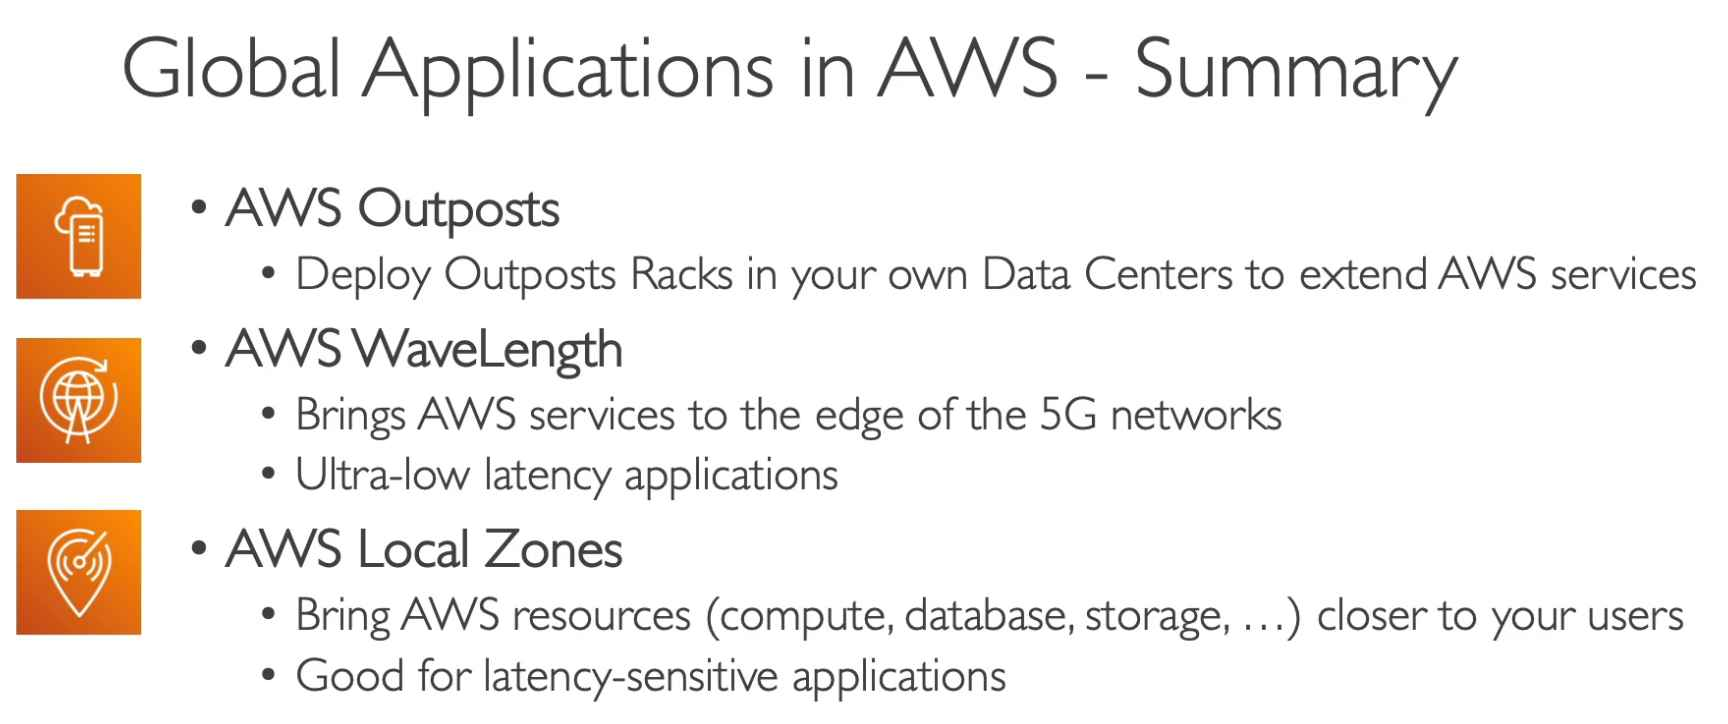 Global Applications in AWS - Summary
• AWS Outposts
• Deploy Outposts Racks in your own Data Centers to extend AWS services
• AWS WaveLength
• Brings AWS services to the edge of the 5G networks
• Ultra-low latency applications
• AWS Local Zones
• Bring AWS resources (compute, database, storage, …) closer to your users
• Good for latency-sensitive applications